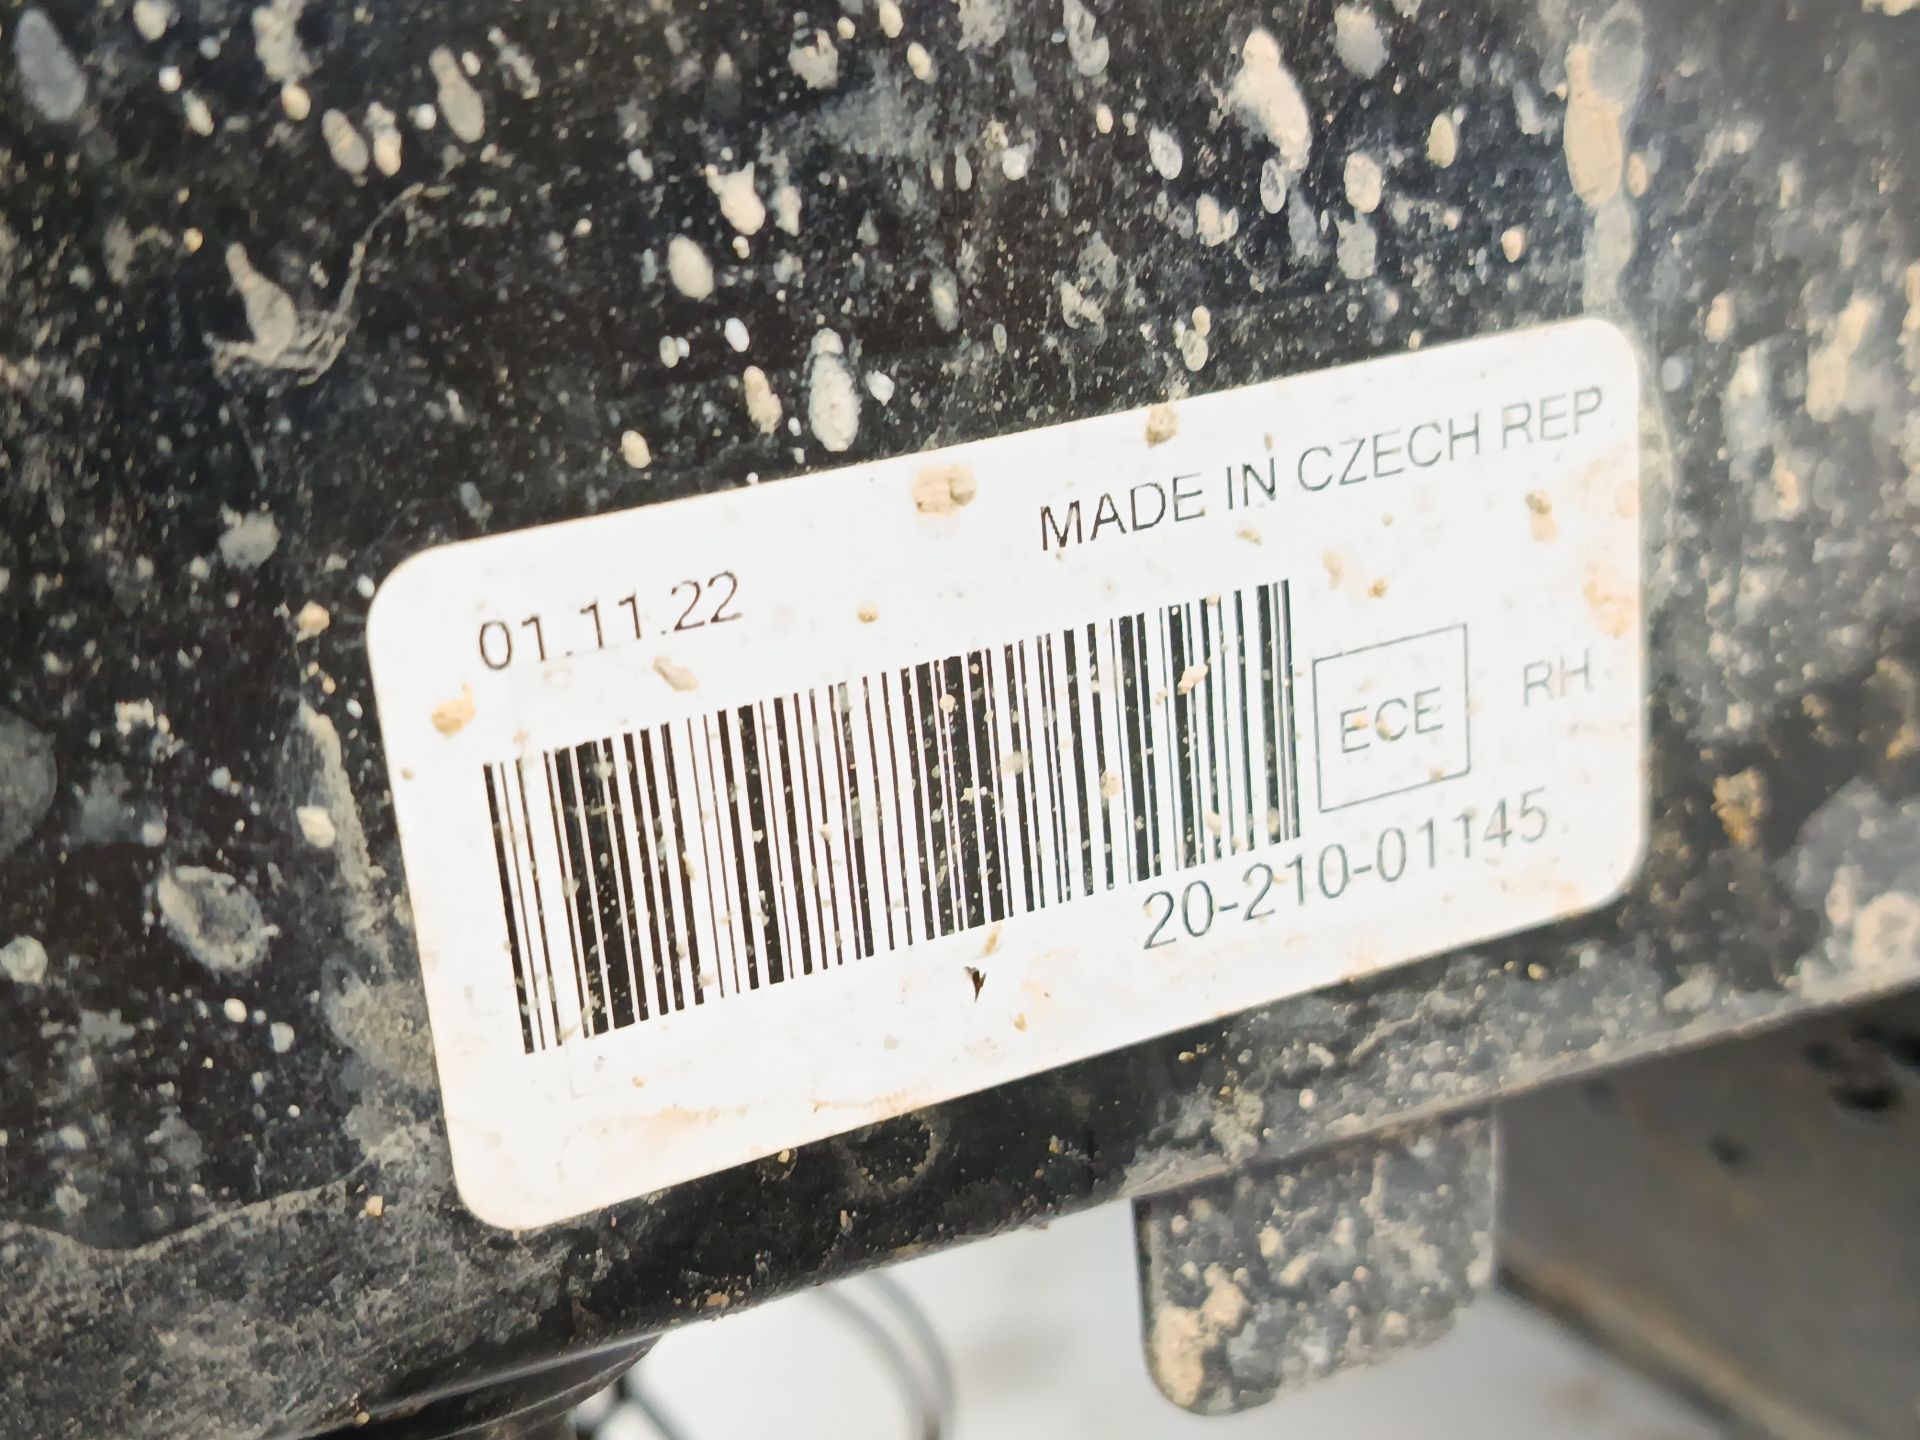 MADE IN CZECH REP.
01.11.22
ECE
RH
20-210-01145